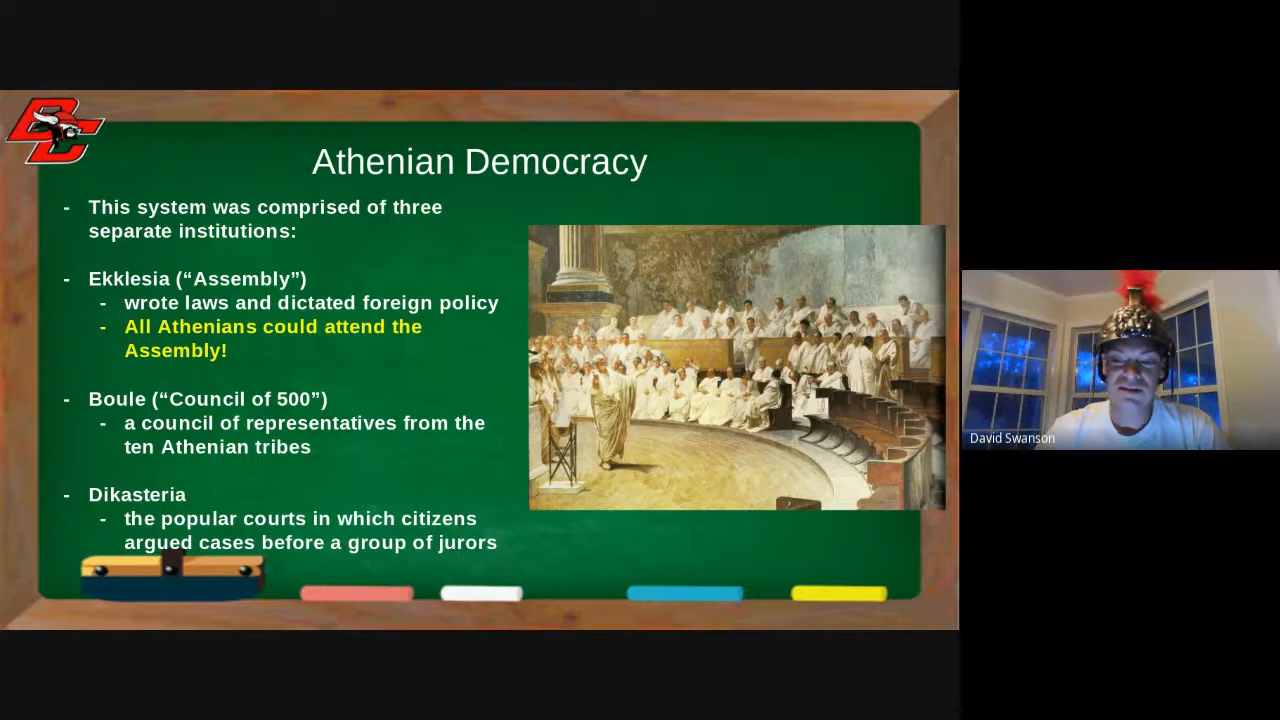 BC
Athenian Democracy
- This system was comprised of three
separate institutions:
- Ekklesia (“Assembly”)
- wrote laws and dictated foreign policy
- All Athenians could attend the
Assembly!
- Boule (“Council of 500”)
- a council of representatives from the
ten Athenian tribes
- Dikasteria
- the popular courts in which citizens
argued cases before a group of jurors
David Swanson